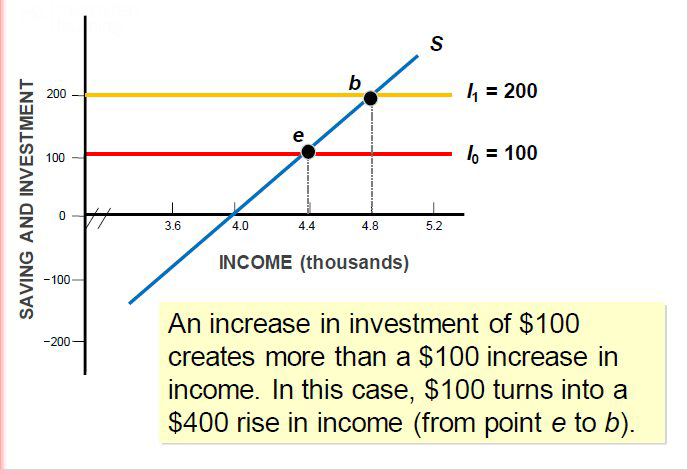 S
b
200
I₁ = 200
e
100
I₀ = 100
0
3.6 4.0 4.4 4.8 5.2
INCOME (thousands)
−100
−200
SAVING AND INVESTMENT
An increase in investment of $100
creates more than a $100 increase in
income. In this case, $100 turns into a
$400 rise in income (from point e to b).